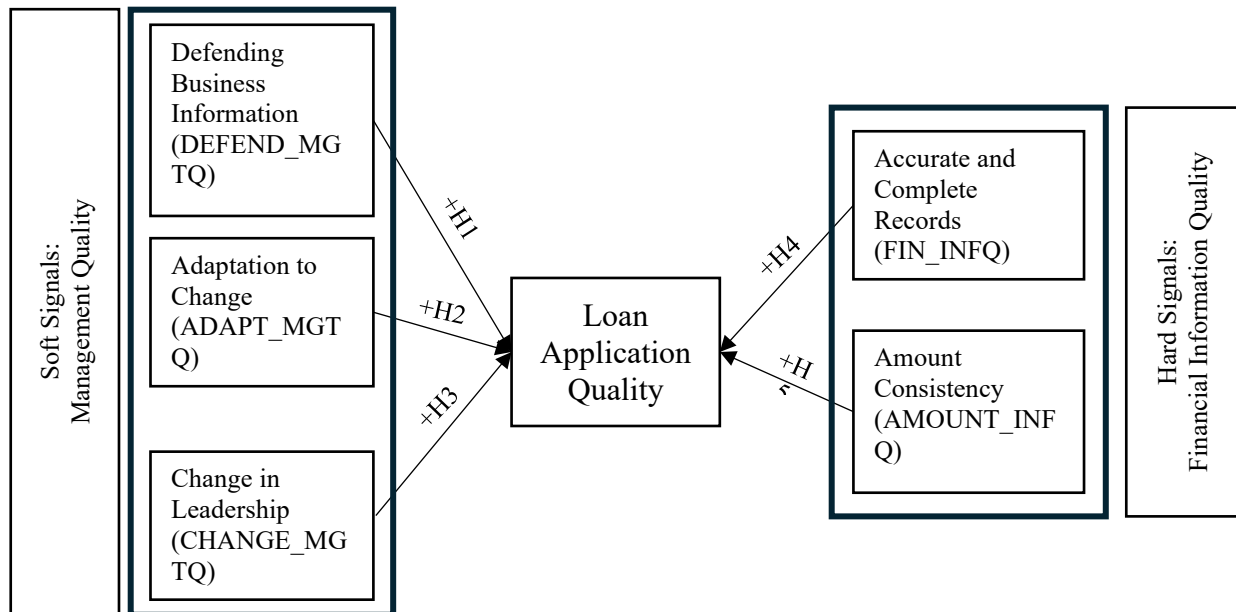 Soft Signals:
Management Quality
Defending
Business
Information
(DEFEND_MG
TQ)
Adaptation to
Change
(ADAPT_MGT
Q)
Change in
Leadership
(CHANGE_MG
TQ)
+H1
+H2
+H3
Loan
Application
Quality
+H4
+H
5
Accurate and
Complete
Records
(FIN_INFQ)
Amount
Consistency
(AMOUNT_INF
Q)
Hard Signals:
Financial Information Quality